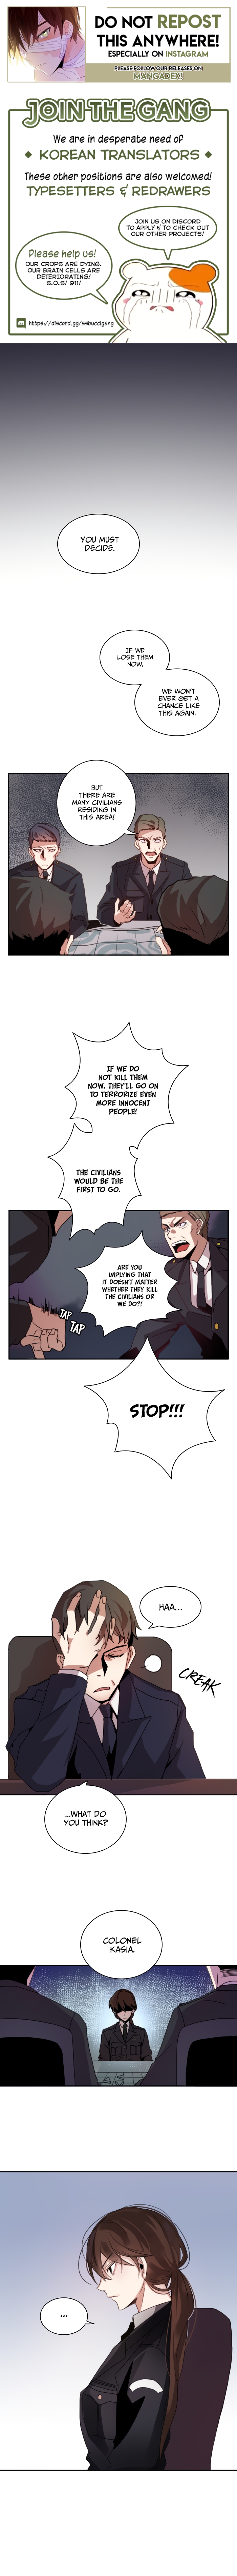 DO NOT REPOST
THIS ANYWHERE!
ESPECIALLY ON INSTAGRAM
PLEASE FOLLOW OUR RELEASES ON
MANGADEX!
JOIN THE GANG
We are in desperate need of
KOREAN TRANSLATORS
These other positions are also welcomed!
TYPESETTERS & REDRAWERS
JOIN US ON DISCORD
TO APPLY & TO CHECK OUT
OUR OTHER PROJECTS!
Please help us!
OUR CROPS ARE DYING.
OUR BRAIN CELLS ARE
DETERIORATING!
S.O.S! 911!
https://discord.gg/ssbuccigang
YOU MUST
DECIDE.
IF WE
LOSE THEM
NOW,
WE WON'T
EVER GET A
CHANCE LIKE
THIS AGAIN.
BUT
THERE ARE
MANY CIVILIANS
RESIDING IN
THIS AREA!
IF WE DO
NOT KILL THEM
NOW, THEY'LL GO ON
TO TERRORIZE EVEN
MORE INNOCENT
PEOPLE!
THE CIVILIANS
WOULD BE THE
FIRST TO GO.
ARE YOU
IMPLYING THAT
IT DOESN'T MATTER
WHETHER THEY KILL
THE CIVILIANS OR
WE DO?!
TAP
TAP
STOP!!!
HAA...
CREAK
...WHAT DO
YOU THINK?
COLONEL
KASIA.
...